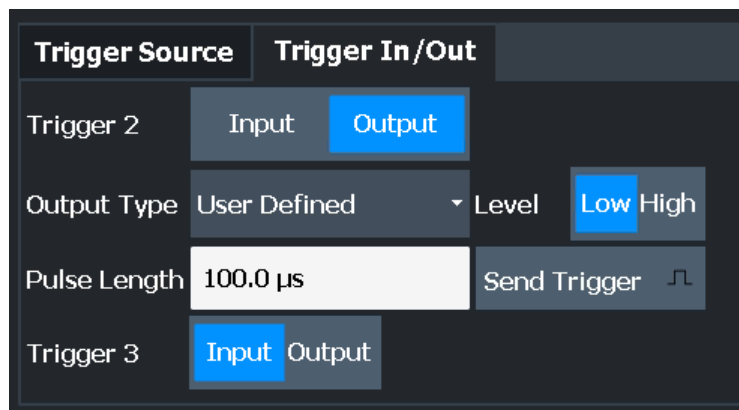 Trigger Source Trigger In/Out
Trigger 2 Input Output
Output Type User Defined Level Low High
Pulse Length 100.0 µs Send Trigger
Trigger 3 Input Output